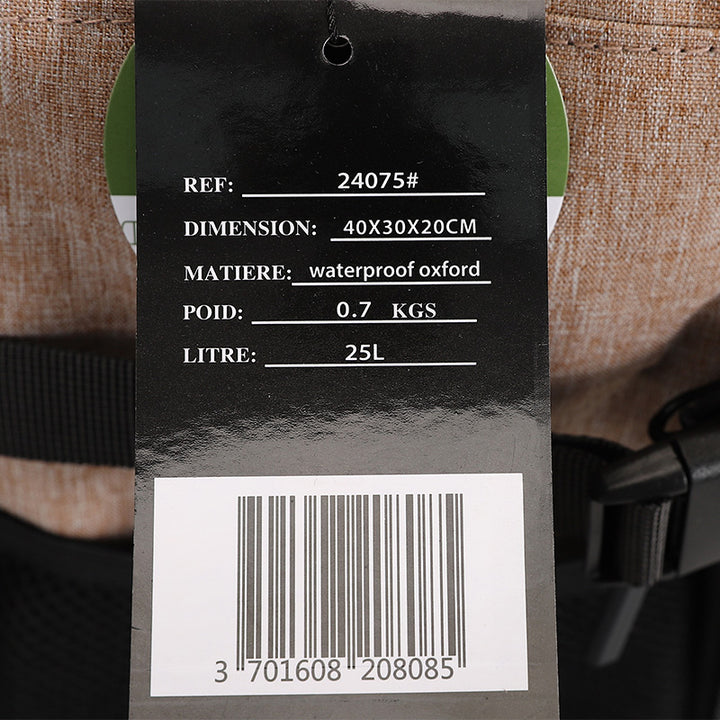 REF: 24075#
DIMENSION: 40X30X20CM
MATIERE: waterproof oxford
POID: 0.7 KGS
LITRE: 25L
3 701608 208085